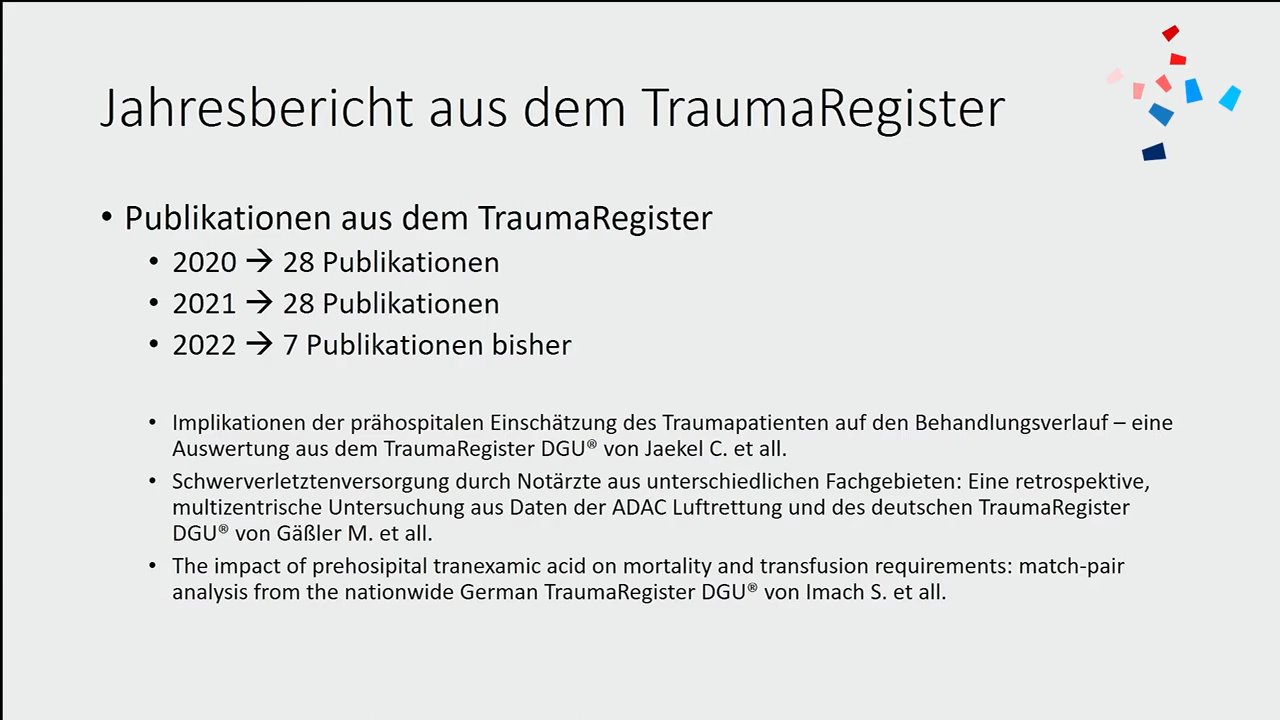 Jahresbericht aus dem TraumaRegister
• Publikationen aus dem TraumaRegister
• 2020 → 28 Publikationen
• 2021 → 28 Publikationen
• 2022 → 7 Publikationen bisher
• Implikationen der prähospitalen Einschätzung des Traumapatienten auf den Behandlungsverlauf – eine
Auswertung aus dem TraumaRegister DGU® von Jaekel C. et all.
• Schwerverletztenversorgung durch Notärzte aus unterschiedlichen Fachgebieten: Eine retrospektive,
multizentrische Untersuchung aus Daten der ADAC Luftrettung und des deutschen TraumaRegister
DGU® von Gäßler M. et all.
• The impact of prehosipital tranexamic acid on mortality and transfusion requirements: match-pair
analysis from the nationwide German TraumaRegister DGU® von Imach S. et all.